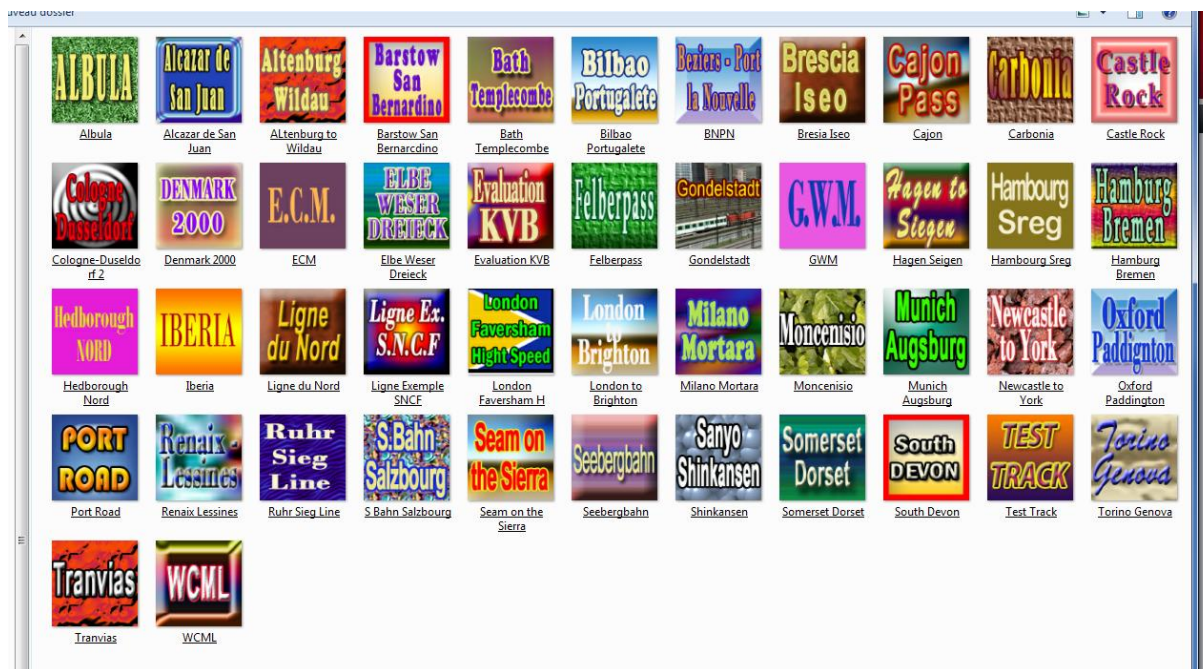 uveau dossier
ALBULA
Alcazar de
San Juan
Altenburg
Wildau
Barstow
San
Bernardino
Bath
Templecombe
Bilbao
Portugalete
Beziers - Port
la Nouvelle
Brescia
Iseo
Cajon
Pass
Carbonia
Castle
Rock
Albula
Alcazar de San
Juan
ALtenburg to
Wildau
Barstow San
Bernarcdino
Bath
Templecombe
Bilbao
Portugalete
BNPN
Bresia Iseo
Cajon
Carbonia
Castle Rock
Cologne
Dusseldorf
DENMARK
2000
E.C.M.
ELBE
WESER
DREIECK
Evaluation
KVB
Felberpass
Gondelstadt
G.W.M.
Hagen to
Siegen
Hambourg
Sreg
Hamburg
Bremen
Cologne-Duseldo
rf 2
Denmark 2000
ECM
Elbe Weser
Dreieck
Evaluation KVB
Felberpass
Gondelstadt
GWM
Hagen Seigen
Hambourg Sreg
Hamburg
Bremen
Hedborough
NORD
IBERIA
Ligne
du Nord
Ligne Ex.
S.N.C.F
London
Faversham
Hight Speed
London
to
Brighton
Milano
Mortara
Moncenisio
Munich
Augsburg
Newcastle
to York
Oxford
Paddignton
Hedborough
Nord
Iberia
Ligne du Nord
Ligne Exemple
SNCF
London
Faversham H
London to
Brighton
Milano Mortara
Moncenisio
Munich
Augsburg
Newcastle to
York
Oxford
Paddington
PORT
ROAD
Renaix -
Lessines
Ruhr
Sieg
Line
S.Bahn
Salzbourg
Seam on
the Sierra
Seebergbahn
Sanyo
Shinkansen
Somerset
Dorset
South
DEVON
TEST
TRACK
Torino
Genova
Port Road
Renaix Lessines
Ruhr Sieg Line
S Bahn Salzbourg
Seam on the
Sierra
Seebergbahn
Shinkansen
Somerset Dorset
South Devon
Test Track
Torino Genova
Tranvias
WCML
Tranvias
WCML